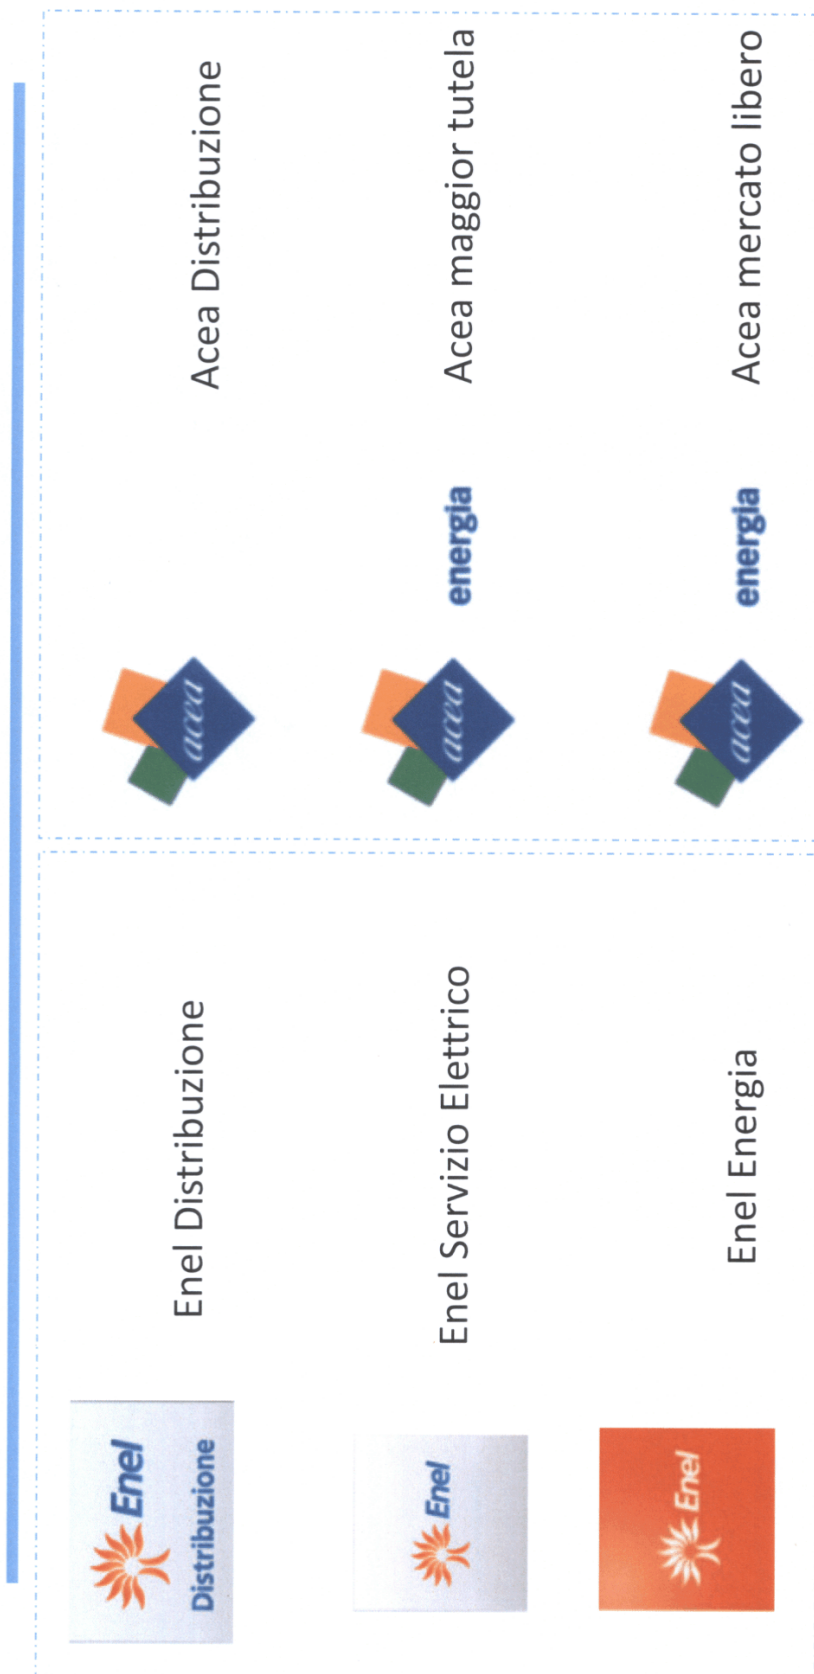 Enel
Distribuzione
Enel Distribuzione
acea
Acea Distribuzione
Enel
Enel Servizio Elettrico
acea
energia
Acea maggior tutela
Enel
Enel Energia
acea
energia
Acea mercato libero